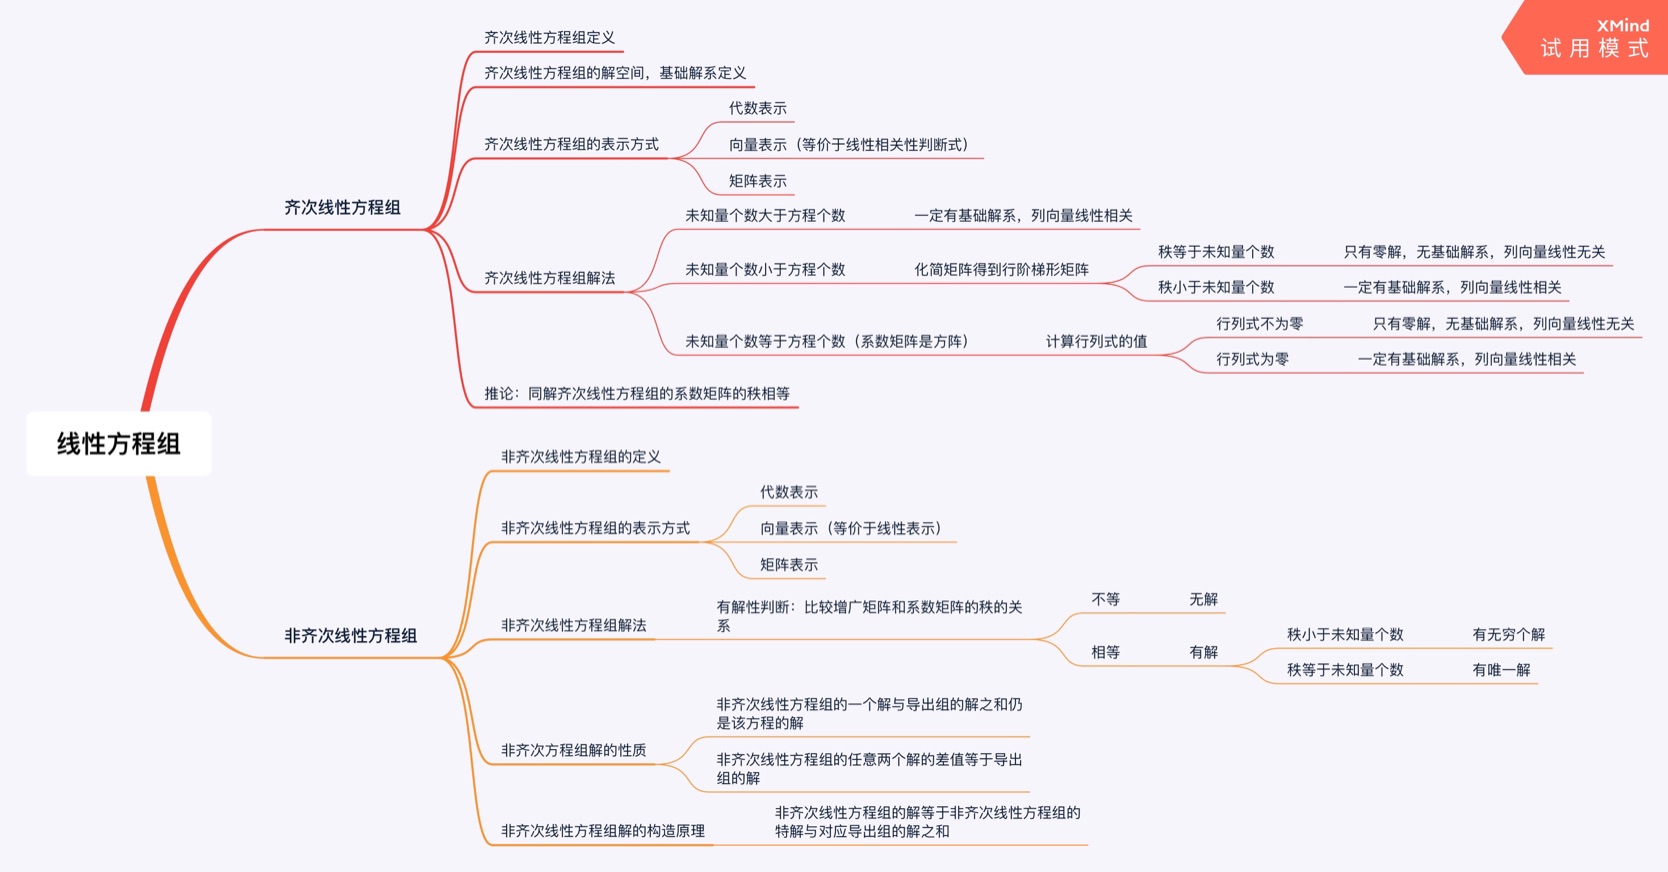 XMind
试用模式
线性方程组
齐次线性方程组
齐次线性方程组定义
齐次线性方程组的解空间，基础解系定义
齐次线性方程组的表示方式
代数表示
向量表示（等价于线性相关性判断式）
矩阵表示
齐次线性方程组解法
未知量个数大于方程个数
一定有基础解系，列向量线性相关
未知量个数小于方程个数
化简矩阵得到行阶梯形矩阵
秩等于未知量个数
只有零解，无基础解系，列向量线性无关
秩小于未知量个数
一定有基础解系，列向量线性相关
未知量个数等于方程个数（系数矩阵是方阵）
计算行列式的值
行列式不为零
只有零解，无基础解系，列向量线性无关
行列式为零
一定有基础解系，列向量线性相关
推论：同解齐次线性方程组的系数矩阵的秩相等
非齐次线性方程组
非齐次线性方程组的定义
非齐次线性方程组的表示方式
代数表示
向量表示（等价于线性表示）
矩阵表示
非齐次线性方程组解法
有解性判断：比较增广矩阵和系数矩阵的秩的关
系
不等
无解
相等
有解
秩小于未知量个数
有无穷个解
秩等于未知量个数
有唯一解
非齐次方程组解的性质
非齐次线性方程组的一个解与导出组的解之和仍
是该方程的解
非齐次线性方程组的任意两个解的差值等于导出
组的解
非齐次线性方程组解的构造原理
非齐次线性方程组的解等于非齐次线性方程组的
特解与对应导出组的解之和